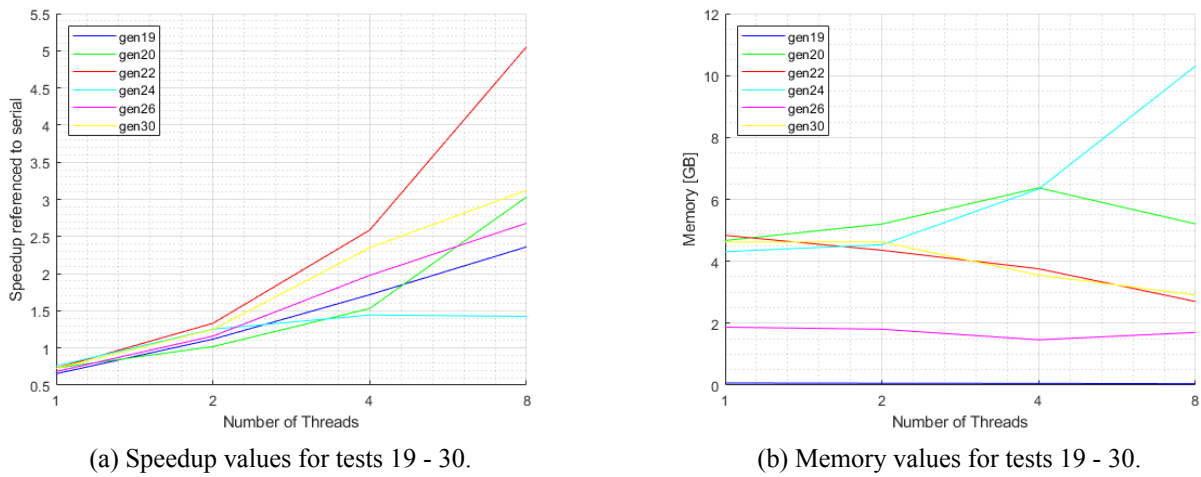 5.5
5
4.5
4
3.5
3
2.5
2
1.5
1
0.5
Speedup referenced to serial
gen19
gen20
gen22
gen24
gen26
gen30
1 2 4 8
Number of Threads
(a) Speedup values for tests 19 - 30.
12
10
8
6
4
2
0
Memory [GB]
gen19
gen20
gen22
gen24
gen26
gen30
1 2 4 8
Number of Threads
(b) Memory values for tests 19 - 30.